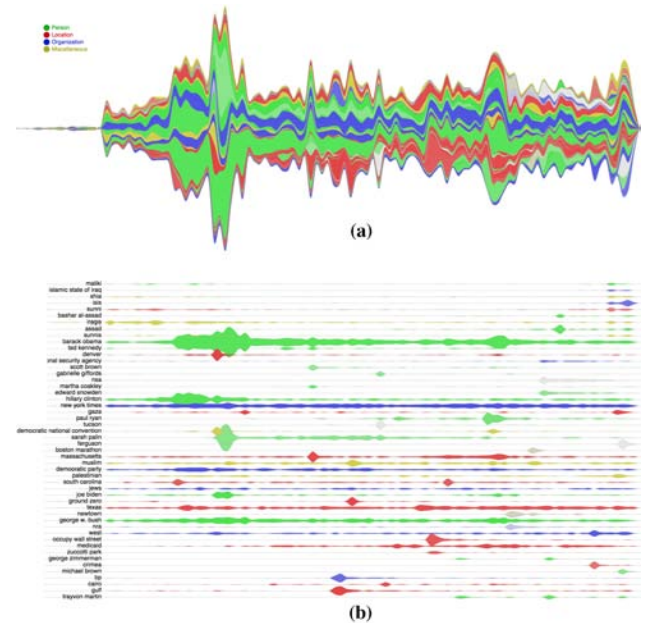 Person
Location
Organization
Miscellaneous
(a)
maliki
islamic state of iraq
shia
isis
sunni
bashar al-assad
iraqis
assad
sunnis
barack obama
ted kennedy
denver
onal security agency
scott brown
gabrielle giffords
nsa
martha coakley
edward snowden
hillary clinton
new york times
gaza
paul ryan
tucson
democratic national convention
sarah palin
ferguson
boston marathon
massachusetts
muslim
democratic party
palestinian
south carolina
jews
joe biden
ground zero
texas
newtown
george w. bush
nra
west
occupy wall street
medicaid
zuccotti park
george zimmerman
crimea
michael brown
bp
cairo
gulf
trayvon martin
(b)